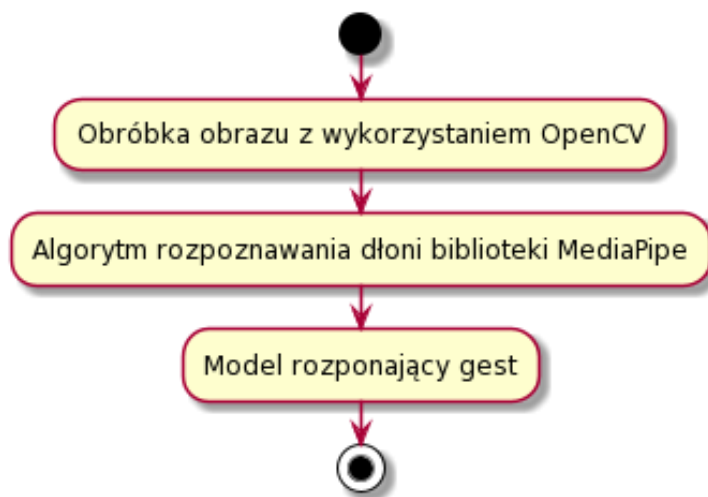 Obróbka obrazu z wykorzystaniem OpenCV
Algorytm rozpoznawania dłoni biblioteki MediaPipe
Model rozponający gest